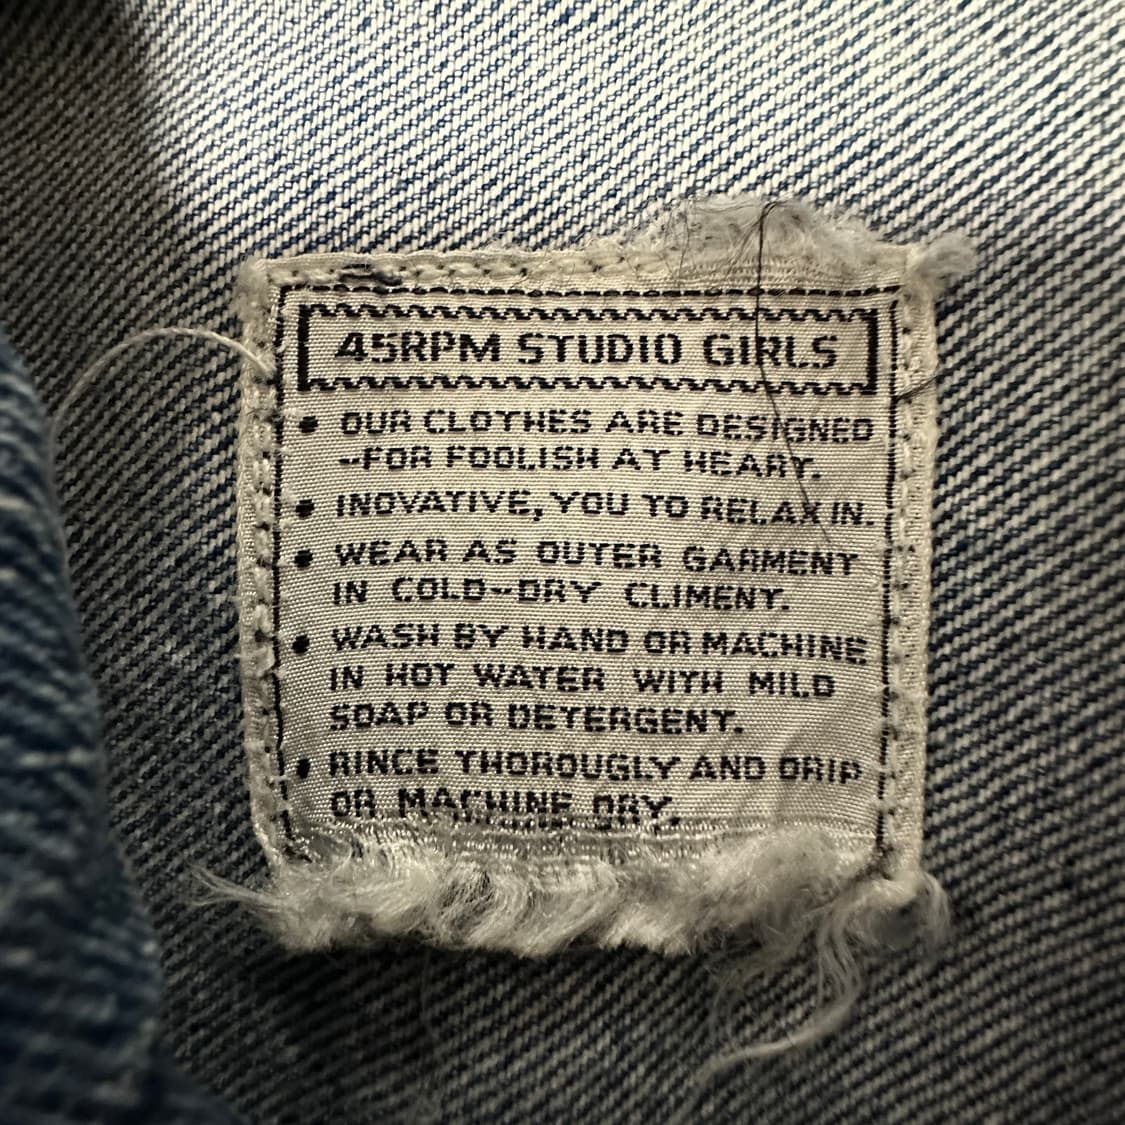 45RPM STUDIO GIRLS
• OUR CLOTHES ARE DESIGNED
-FOR FOOLISH AT HEART.
• INOVATIVE, YOU TO RELAX IN.
• WEAR AS OUTER GARMENT
IN COLD-DRY CLIMENT.
• WASH BY HAND OR MACHINE
IN HOT WATER WITH MILD
SOAP OR DETERGENT.
• RINCE THOROUGLY AND DRIP
OR MACHINE DRY.